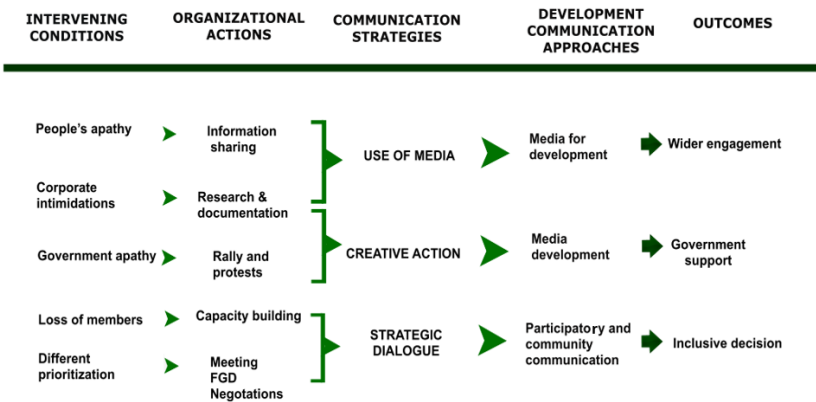 INTERVENING
CONDITIONS
ORGANIZATIONAL
ACTIONS
COMMUNICATION
STRATEGIES
DEVELOPMENT
COMMUNICATION
APPROACHES
OUTCOMES
People's apathy
Information
sharing
USE OF MEDIA
Media for
development
Wider engagement
Corporate
intimidations
Research &
documentation
Government apathy
Rally and
protests
CREATIVE ACTION
Media
development
Government
support
Loss of members
Capacity building
STRATEGIC
DIALOGUE
Participatory and
community
communication
Inclusive decision
Different
prioritization
Meeting
FGD
Negotations